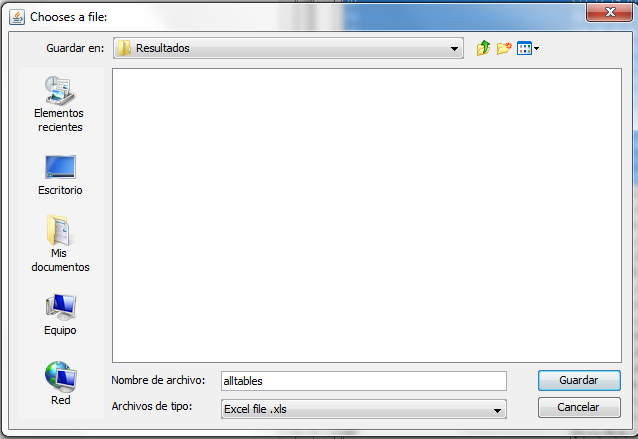 Chooses a file:
Guardar en: Resultados
Elementos
recientes
Escritorio
Mis
documentos
Equipo
Red
Nombre de archivo: alltables Guardar
Archivos de tipo: Excel file .xls Cancelar